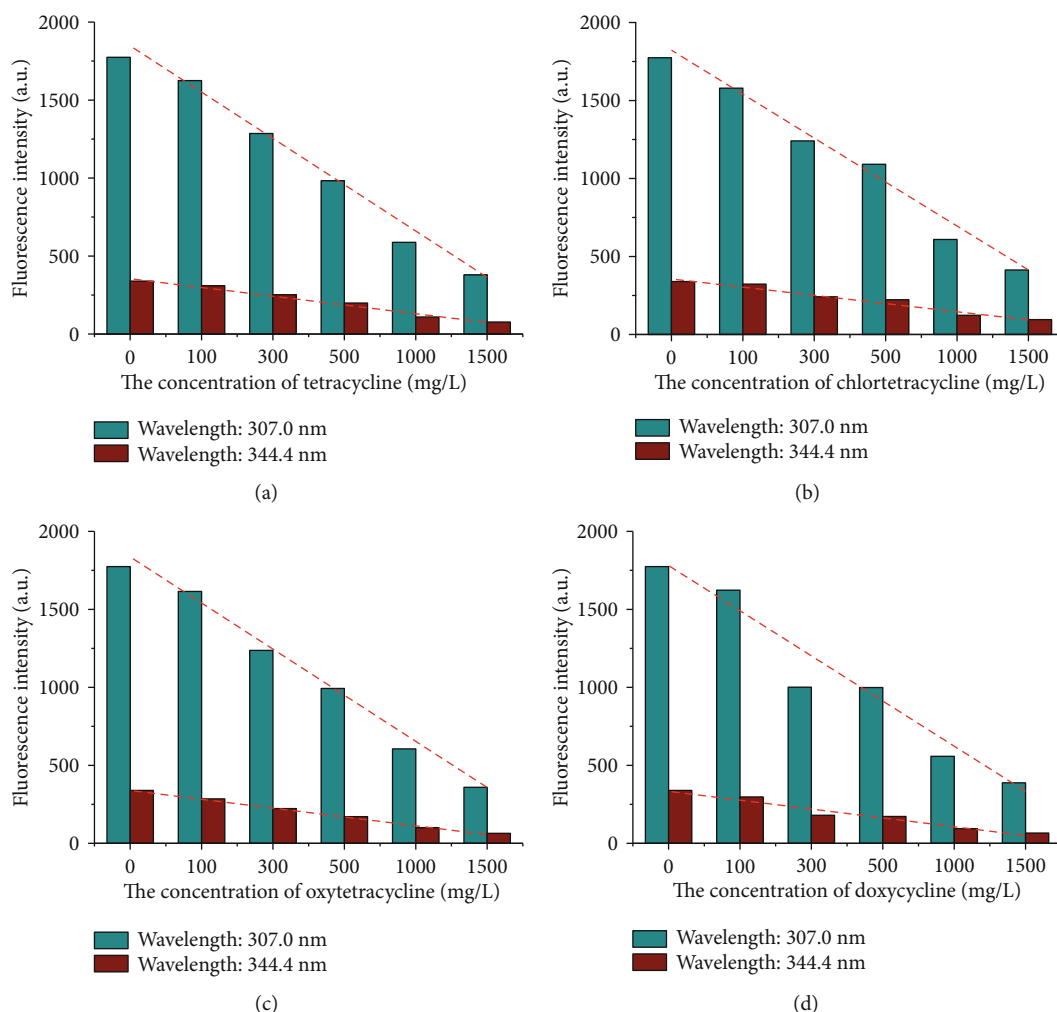 2000
1500
1000
500
0
Fluorescence intensity (a.u.)
0 100 300 500 1000 1500
The concentration of tetracycline (mg/L)
Wavelength: 307.0 nm
Wavelength: 344.4 nm
(a)
2000
1500
1000
500
0
Fluorescence intensity (a.u.)
0 100 300 500 1000 1500
The concentration of chlortetracycline (mg/L)
Wavelength: 307.0 nm
Wavelength: 344.4 nm
(b)
2000
1500
1000
500
0
Fluorescence intensity (a.u.)
0 100 300 500 1000 1500
The concentration of oxytetracycline (mg/L)
Wavelength: 307.0 nm
Wavelength: 344.4 nm
(c)
2000
1500
1000
500
0
Fluorescence intensity (a.u.)
0 100 300 500 1000 1500
The concentration of doxycycline (mg/L)
Wavelength: 307.0 nm
Wavelength: 344.4 nm
(d)